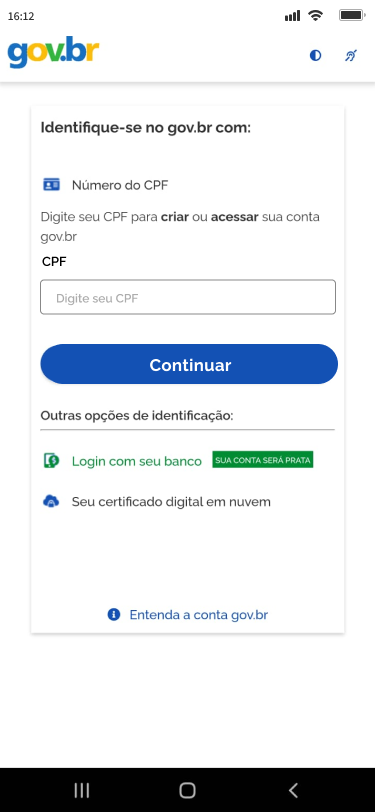 16:12
gov.br
Identifique-se no gov.br com:
Número do CPF
Digite seu CPF para criar ou acessar sua conta
gov.br
CPF
Digite seu CPF
Continuar
Outras opções de identificação:
Login com seu banco SUA CONTA SERÁ PRATA
Seu certificado digital em nuvem
Entenda a conta gov.br